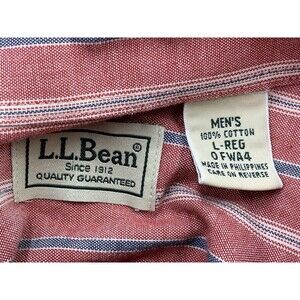 L.L.Bean®
Since 1912
QUALITY GUARANTEED
MEN'S
100% COTTON
L-REG
0FWA4
MADE IN PHILIPPINES
CARE ON REVERSE